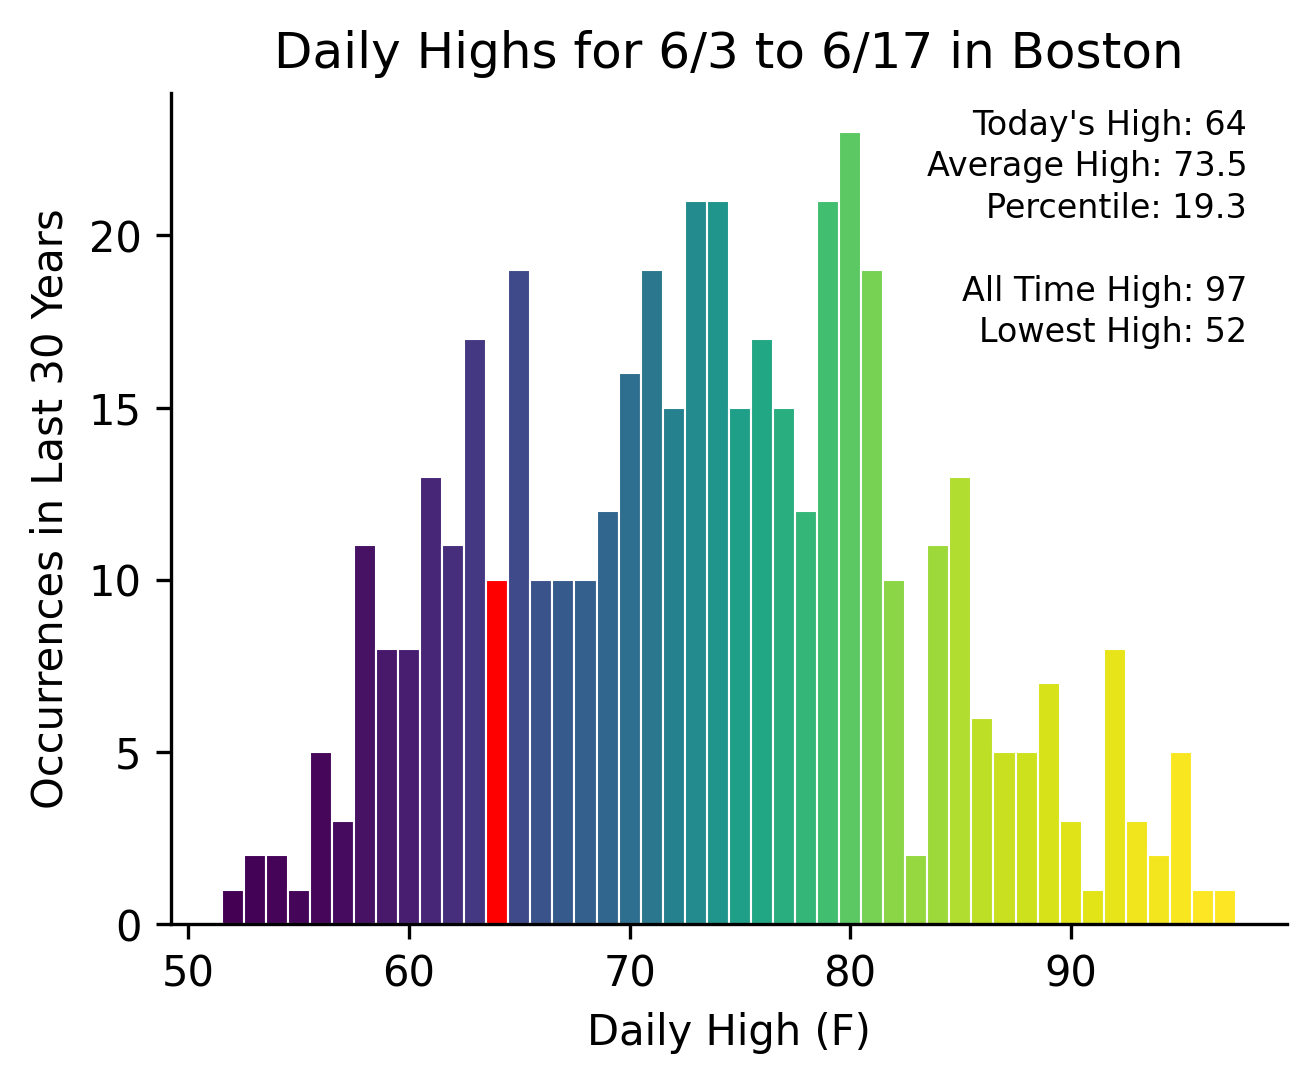 Daily Highs for 6/3 to 6/17 in Boston
Today's High: 64
Average High: 73.5
Percentile: 19.3
All Time High: 97
Lowest High: 52
Occurrences in Last 30 Years
20
15
10
5
0
50 60 70 80 90
Daily High (F)